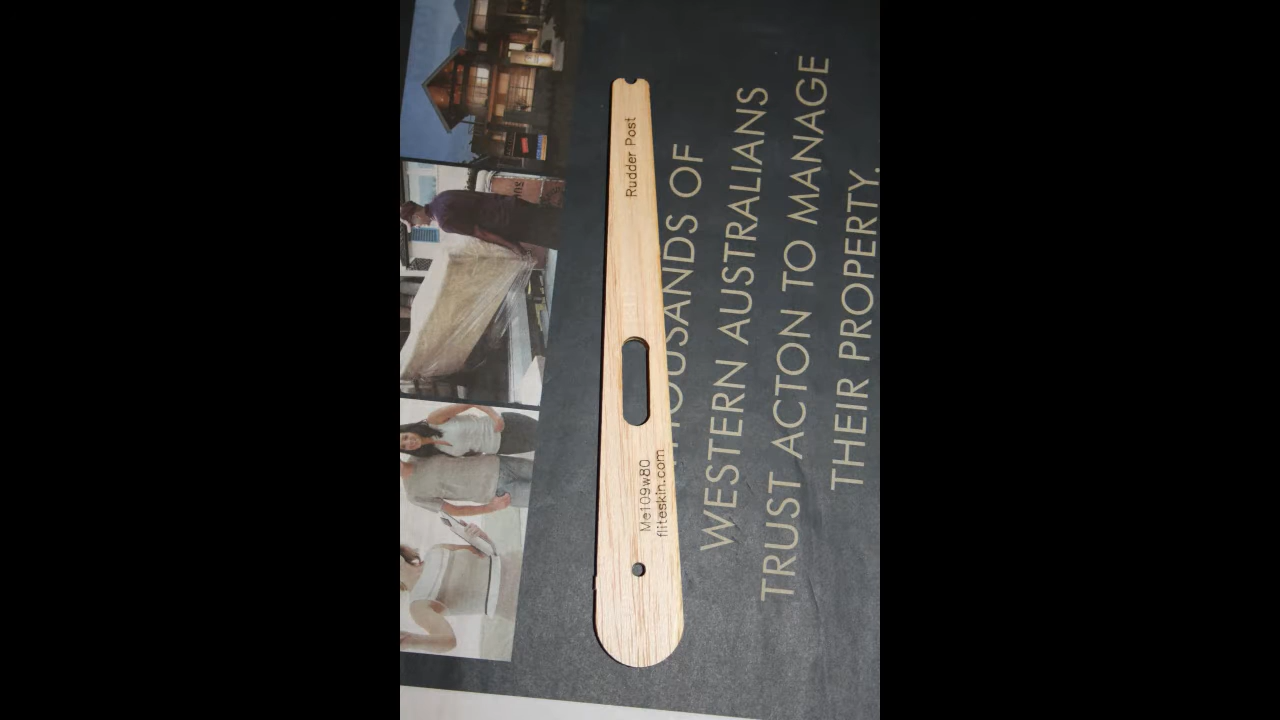 Rudder Post
Me109w80
fliteskin.com
THOUSANDS OF
WESTERN AUSTRALIANS
TRUST ACTON TO MANAGE
THEIR PROPERTY.